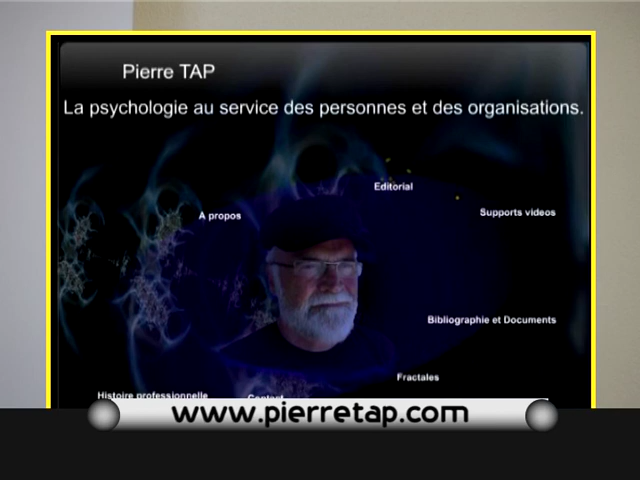 Pierre TAP
La psychologie au service des personnes et des organisations.
Editorial
À propos
Supports videos
Bibliographie et Documents
Fractales
Histoire professionnelle
Contact
www.pierretap.com